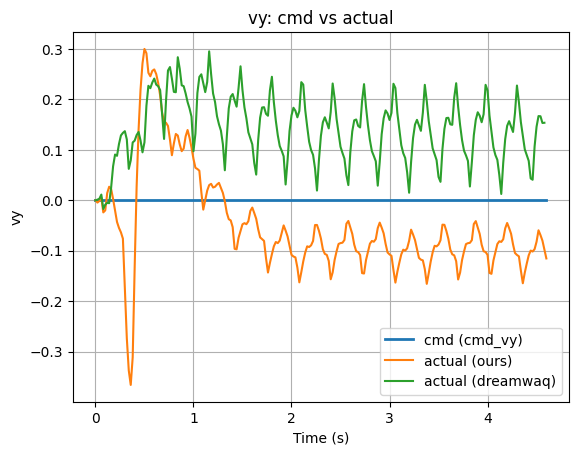 vy: cmd vs actual
0.3
0.2
0.1
0.0
−0.1
−0.2
−0.3
vy
cmd (cmd_vy)
actual (ours)
actual (dreamwaq)
0 1 2 3 4
Time (s)